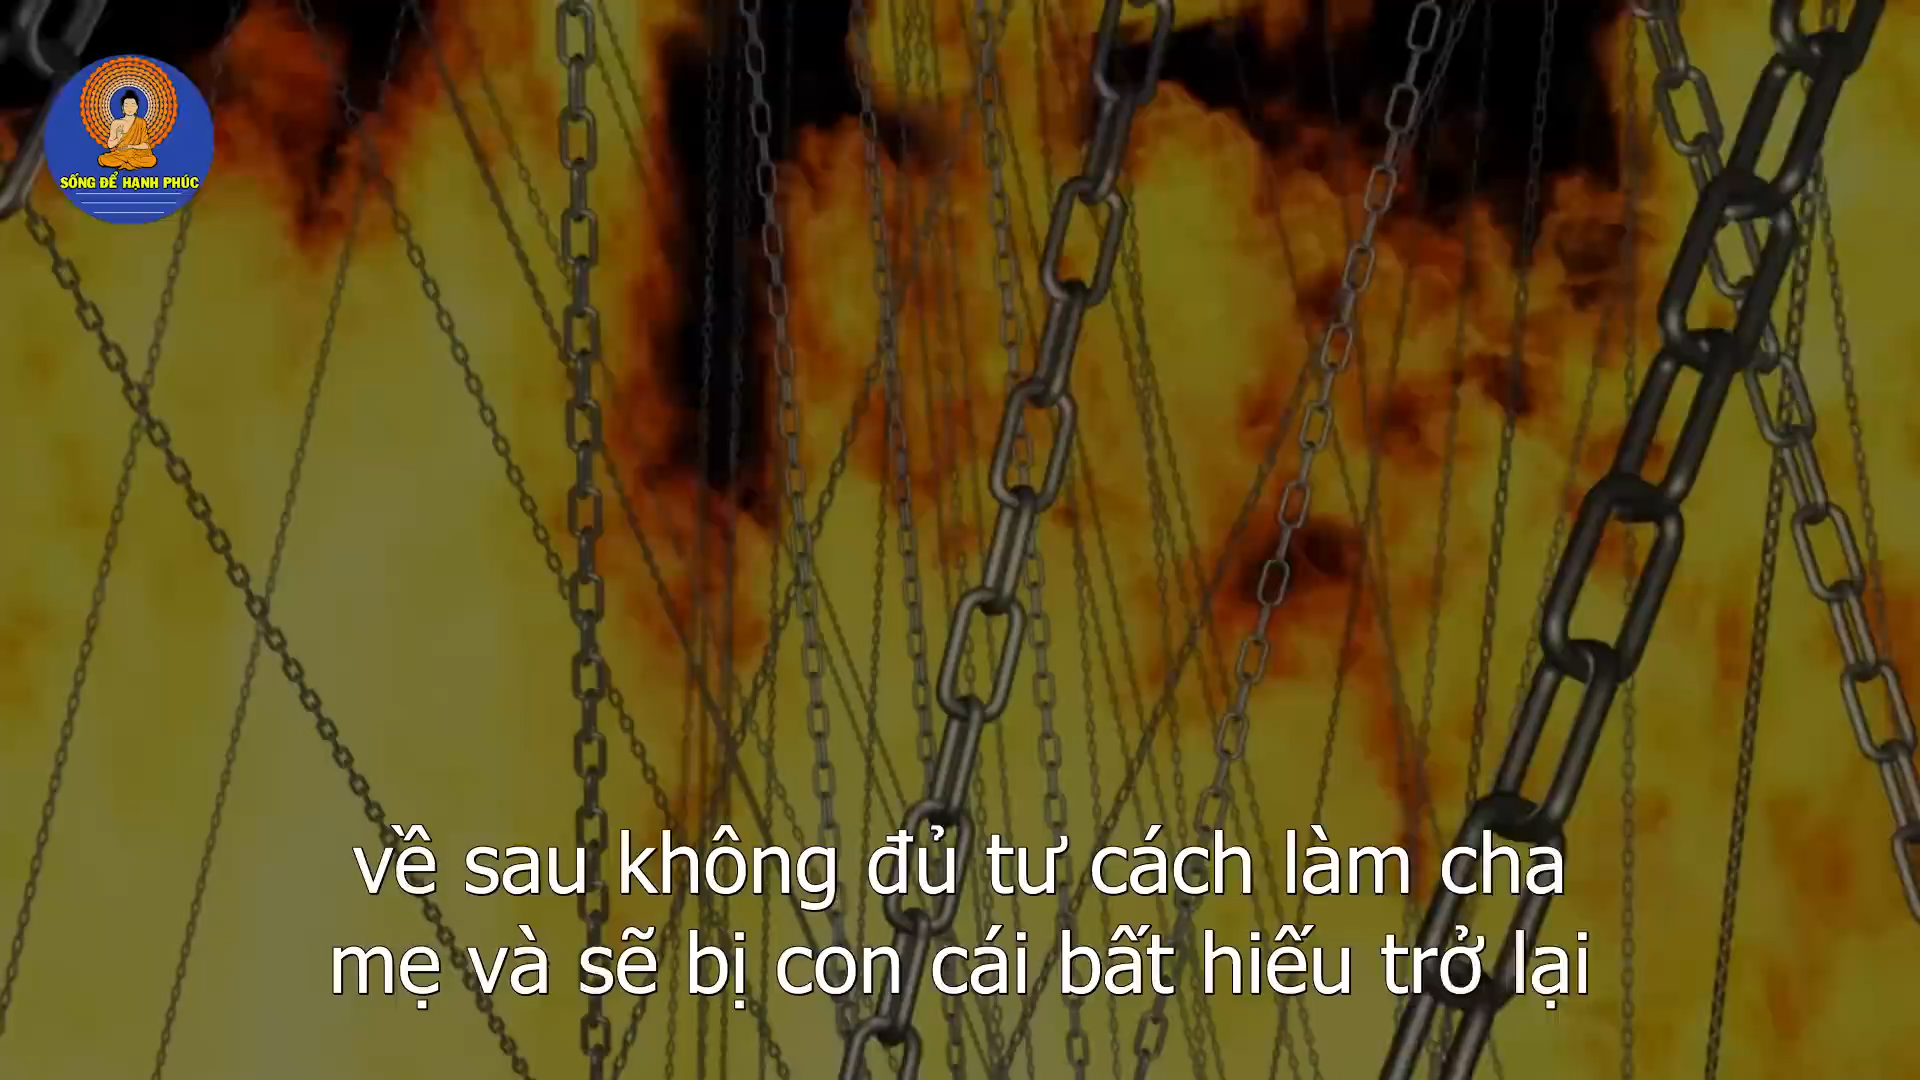 SỐNG ĐỂ HẠNH PHÚC
về sau không đủ tư cách làm cha
mẹ và sẽ bị con cái bất hiếu trở lại